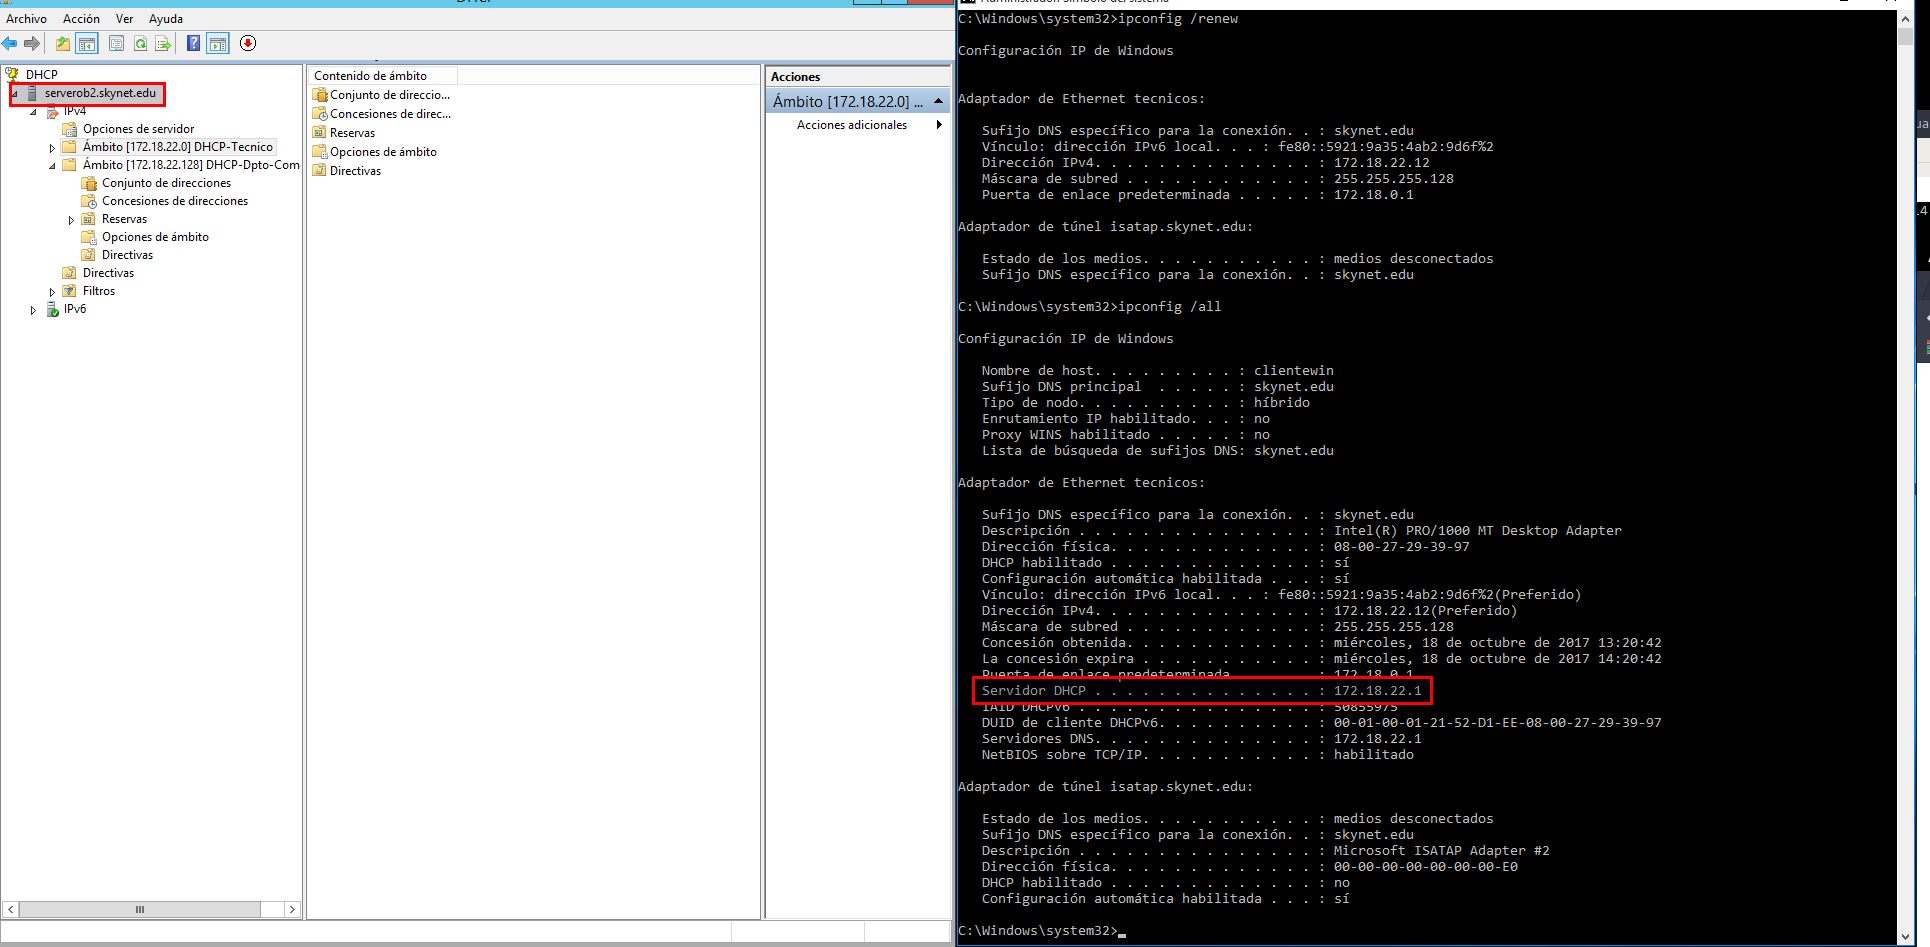 DHCP
Archivo Acción Ver Ayuda
DHCP
serverob2.skynet.edu
IPv4
Opciones de servidor
Ámbito [172.18.22.0] DHCP-Tecnico
Ámbito [172.18.22.128] DHCP-Dpto-Com
Conjunto de direcciones
Concesiones de direcciones
Reservas
Opciones de ámbito
Directivas
Directivas
Filtros
IPv6
Contenido de ámbito
Conjunto de direccio...
Concesiones de direc...
Reservas
Opciones de ámbito
Directivas
Acciones
Ámbito [172.18.22.0] ...
Acciones adicionales
Administrador: Símbolo del sistema
C:\Windows\system32>ipconfig /renew
Configuración IP de Windows
Adaptador de Ethernet tecnicos:
Sufijo DNS específico para la conexión. . : skynet.edu
Vínculo: dirección IPv6 local. . . : fe80::5921:9a35:4ab2:9d6f%2
Dirección IPv4. . . . . . . . . . . . . . : 172.18.22.12
Máscara de subred . . . . . . . . . . . . : 255.255.255.128
Puerta de enlace predeterminada . . . . . : 172.18.0.1
Adaptador de túnel isatap.skynet.edu:
Estado de los medios. . . . . . . . . . . : medios desconectados
Sufijo DNS específico para la conexión. . : skynet.edu
C:\Windows\system32>ipconfig /all
Configuración IP de Windows
Nombre de host. . . . . . . . . : clientewin
Sufijo DNS principal  . . . . . : skynet.edu
Tipo de nodo. . . . . . . . . . : híbrido
Enrutamiento IP habilitado. . . : no
Proxy WINS habilitado . . . . . : no
Lista de búsqueda de sufijos DNS: skynet.edu
Adaptador de Ethernet tecnicos:
Sufijo DNS específico para la conexión. . : skynet.edu
Descripción . . . . . . . . . . . . . . . : Intel(R) PRO/1000 MT Desktop Adapter
Dirección física. . . . . . . . . . . . . : 08-00-27-29-39-97
DHCP habilitado . . . . . . . . . . . . . : sí
Configuración automática habilitada . . . : sí
Vínculo: dirección IPv6 local. . . : fe80::5921:9a35:4ab2:9d6f%2(Preferido)
Dirección IPv4. . . . . . . . . . . . . . : 172.18.22.12(Preferido)
Máscara de subred . . . . . . . . . . . . : 255.255.255.128
Concesión obtenida. . . . . . . . . . . . : miércoles, 18 de octubre de 2017 13:20:42
La concesión expira . . . . . . . . . . . : miércoles, 18 de octubre de 2017 14:20:42
Puerta de enlace predeterminada . . . . . : 172.18.0.1
Servidor DHCP . . . . . . . . . . . . . . : 172.18.22.1
IAID DHCPv6 . . . . . . . . . . . . . . . : 50855975
DUID de cliente DHCPv6. . . . . . . . . . : 00-01-00-01-21-52-D1-EE-08-00-27-29-39-97
Servidores DNS. . . . . . . . . . . . . . : 172.18.22.1
NetBIOS sobre TCP/IP. . . . . . . . . . . : habilitado
Adaptador de túnel isatap.skynet.edu:
Estado de los medios. . . . . . . . . . . : medios desconectados
Sufijo DNS específico para la conexión. . : skynet.edu
Descripción . . . . . . . . . . . . . . . : Microsoft ISATAP Adapter #2
Dirección física. . . . . . . . . . . . . : 00-00-00-00-00-00-00-E0
DHCP habilitado . . . . . . . . . . . . . : no
Configuración automática habilitada . . . : sí
C:\Windows\system32>